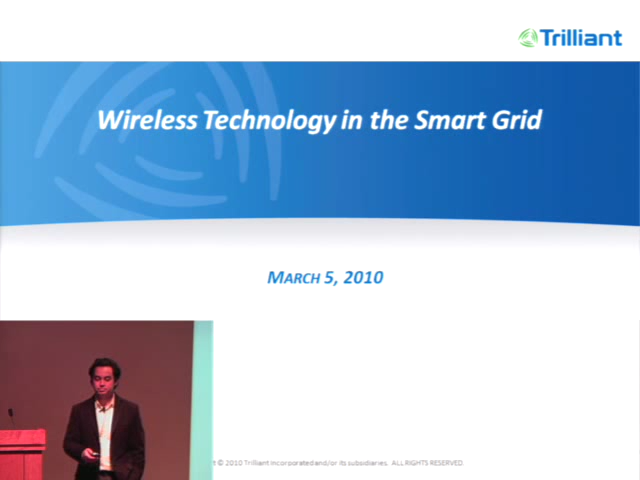 Trilliant
Wireless Technology in the Smart Grid
MARCH 5, 2010
© 2010 Trilliant Incorporated and/or its subsidiaries. ALL RIGHTS RESERVED.